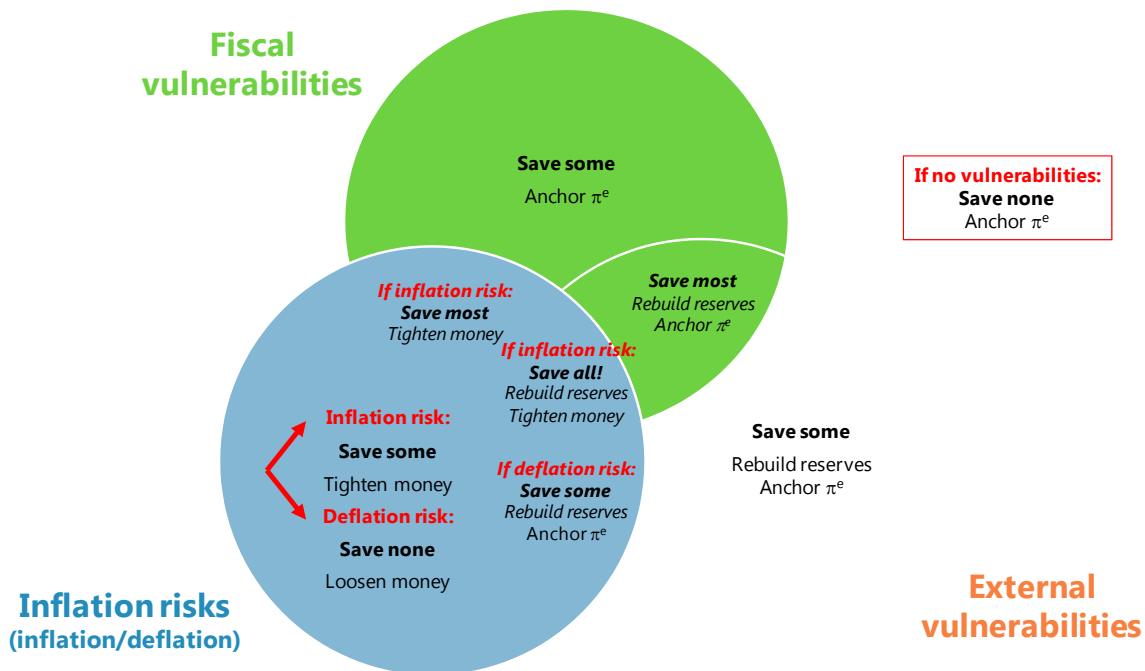 Fiscal
vulnerabilities
Save some
Anchor πᵉ
If no vulnerabilities:
Save none
Anchor πᵉ
Save most
Rebuild reserves
Anchor πᵉ
If inflation risk:
Save most
Tighten money
If inflation risk:
Save all!
Rebuild reserves
Tighten money
Inflation risk:
Save some
Tighten money
Deflation risk:
Save none
Loosen money
If deflation risk:
Save some
Rebuild reserves
Anchor πᵉ
Save some
Rebuild reserves
Anchor πᵉ
Inflation risks
(inflation/deflation)
External
vulnerabilities